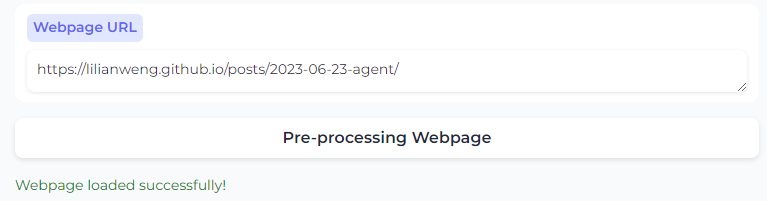 Webpage URL
https://lilianweng.github.io/posts/2023-06-23-agent/
Pre-processing Webpage
Webpage loaded successfully!